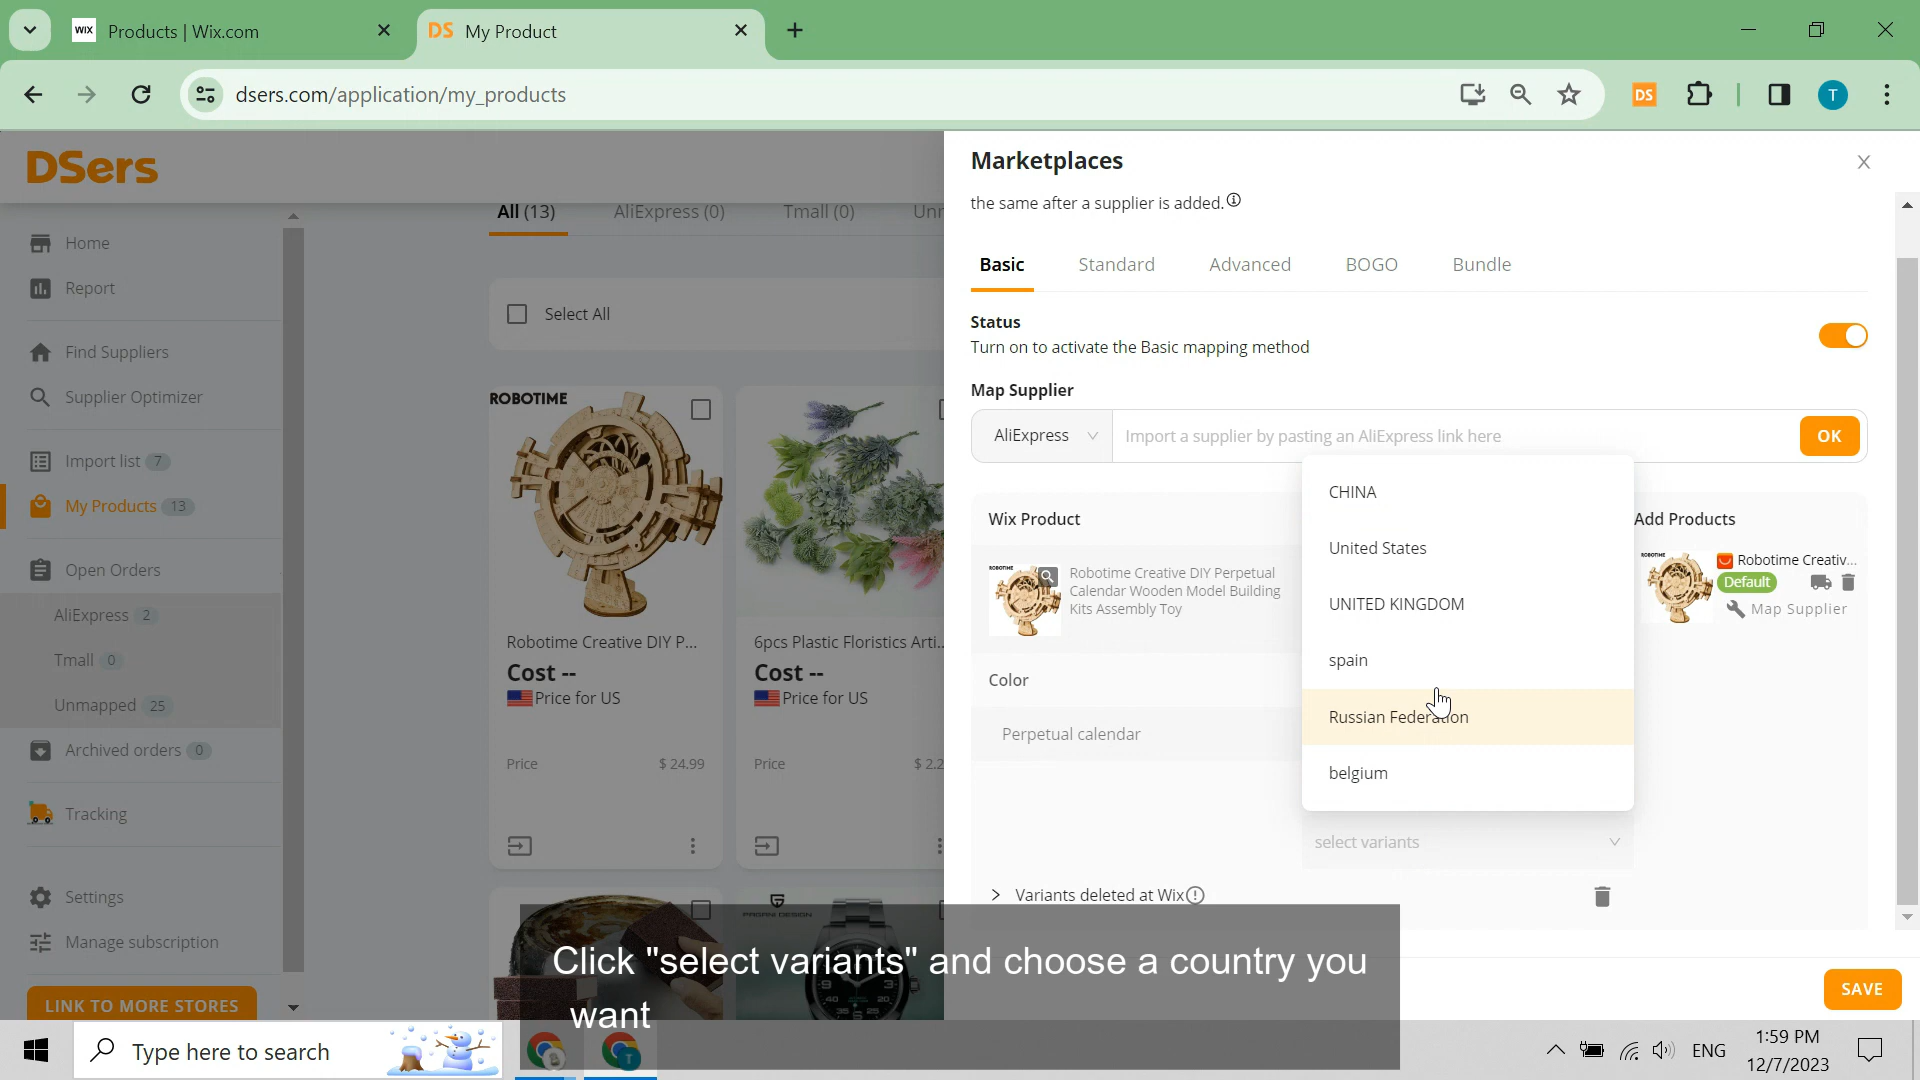 WIX Products | Wix.com
DS My Product
dsers.com/application/my_products
DS
T
DSers
Home
Report
Find Suppliers
Supplier Optimizer
Import list 7
My Products 13
Open Orders
AliExpress 2
Tmall 0
Unmapped 25
Archived orders 0
Tracking
Settings
Manage subscription
LINK TO MORE STORES
All (13)
AliExpress (0)
Tmall (0)
Unr
Select All
ROBOTIME
Robotime Creative DIY P...
Cost --
Price for US
Price
$ 24.99
6pcs Plastic Floristics Arti...
Cost --
Price for US
Price
$ 2.2
PAGANI DESIGN
Marketplaces
the same after a supplier is added.
Basic
Standard
Advanced
BOGO
Bundle
Status
Turn on to activate the Basic mapping method
Map Supplier
AliExpress
Import a supplier by pasting an AliExpress link here
OK
Wix Product
Robotime Creative DIY Perpetual
Calendar Wooden Model Building
Kits Assembly Toy
Color
Perpetual calendar
CHINA
United States
UNITED KINGDOM
spain
Russian Federation
belgium
select variants
Add Products
Robotime Creativ...
Default
Map Supplier
Variants deleted at Wix
SAVE
Click "select variants" and choose a country you
want
Type here to search
T
ENG
1:59 PM
12/7/2023